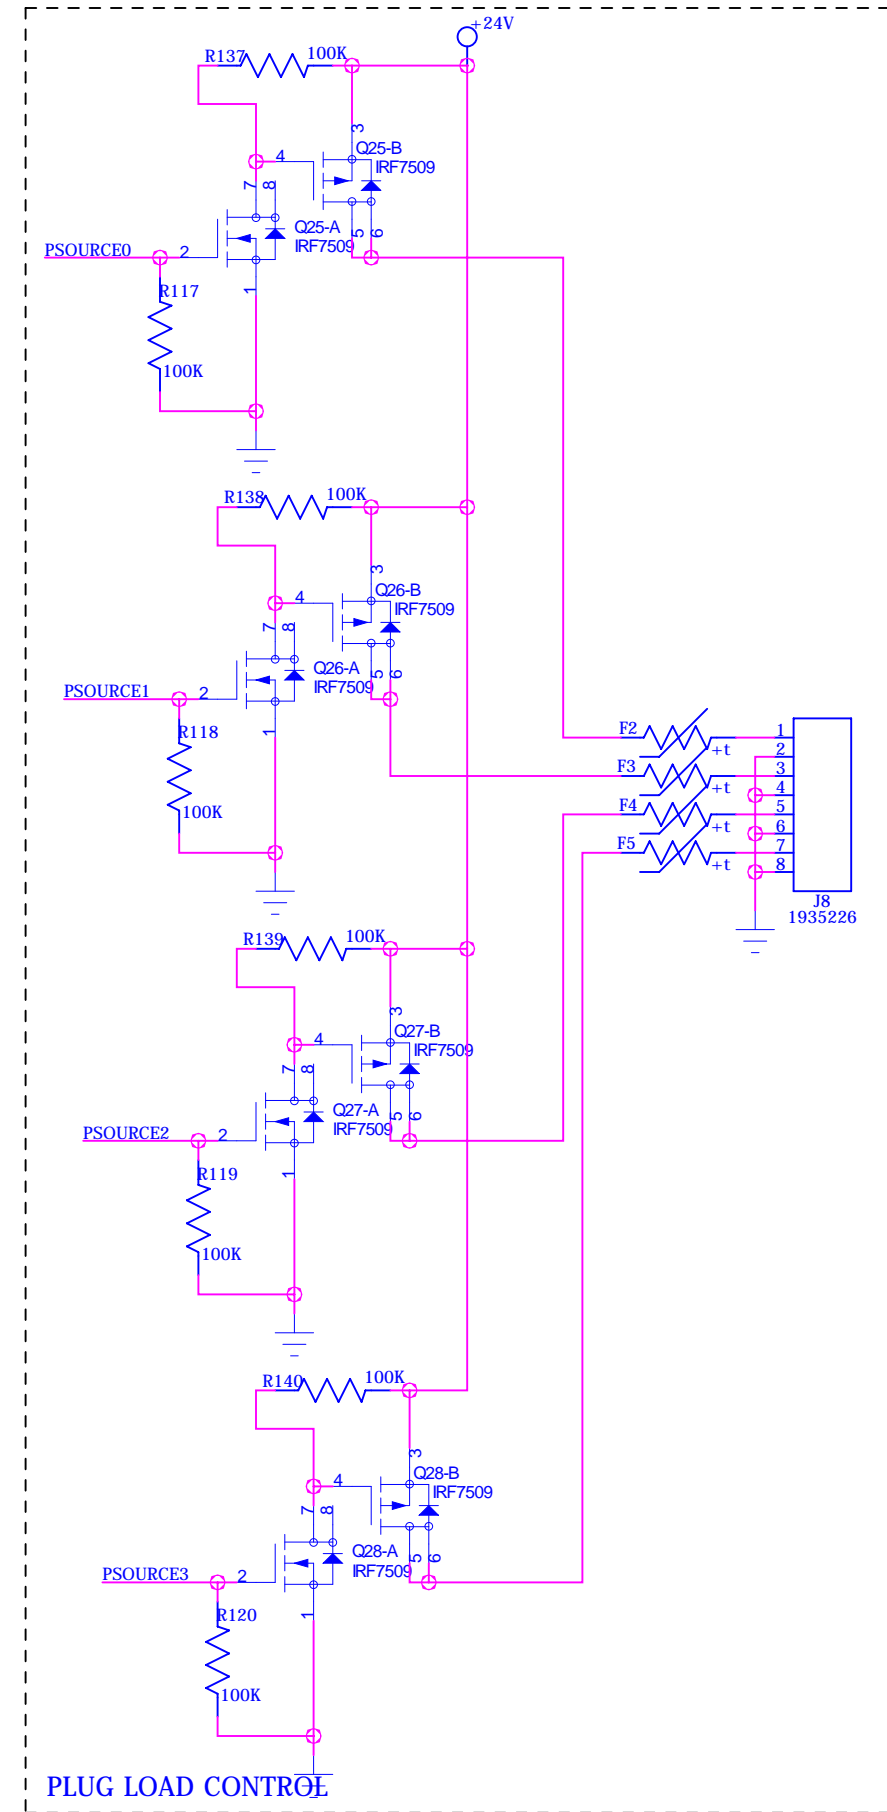 +24V
R137 100K
3
Q25-B
IRF7509
4
7 8
5 6
Q25-A
IRF7509
PSOURCE0
2
1
R117
100K
R138 100K
3
Q26-B
IRF7509
4
7 8
5 6
Q26-A
IRF7509
PSOURCE1
2
1
R118
100K
F2 +t 1
2
F3 +t 3
4
F4 +t 5
6
F5 +t 7
8
J8
1935226
R139 100K
3
Q27-B
IRF7509
4
7 8
5 6
Q27-A
IRF7509
PSOURCE2
2
1
R119
100K
R140 100K
3
Q28-B
IRF7509
4
7 8
5 6
Q28-A
IRF7509
PSOURCE3
2
1
R120
100K
PLUG LOAD CONTROL